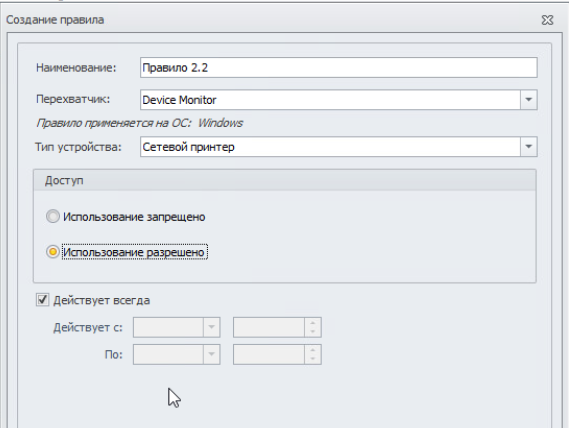 Создание правила
Наименование: Правило 2.2
Перехватчик: Device Monitor
Правило применяется на ОС: Windows
Тип устройства: Сетевой принтер
Доступ
Использование запрещено
Использование разрешено
Действует всегда
Действует с:
По: